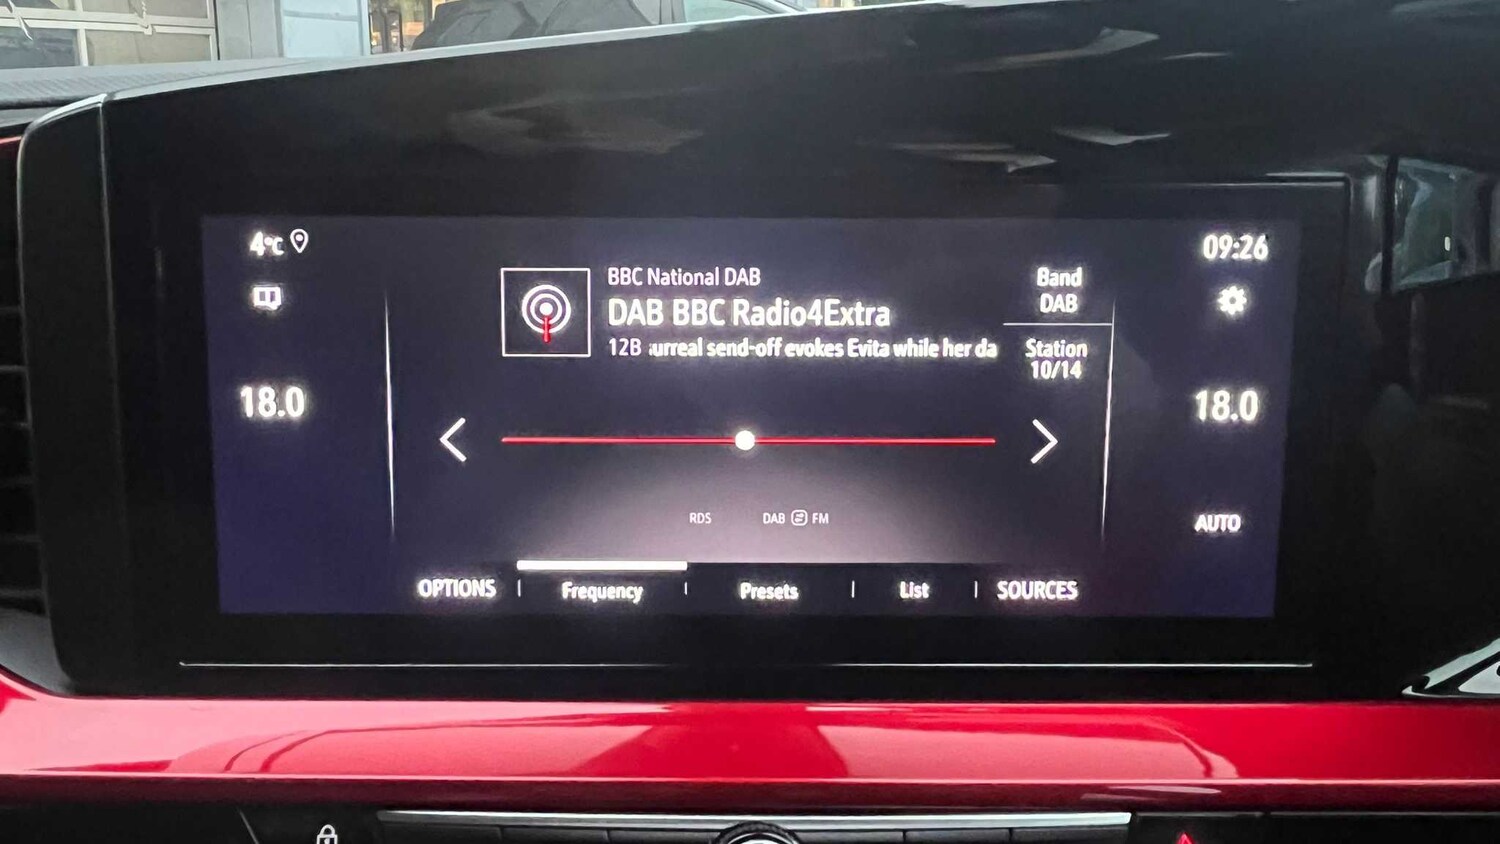 4°C
09:26
BBC National DAB
DAB BBC Radio4Extra
12B urreal send-off evokes Evita while her da
Band
DAB
Station
10/14
18.0
18.0
RDS
DAB FM
AUTO
OPTIONS
Frequency
Presets
List
SOURCES